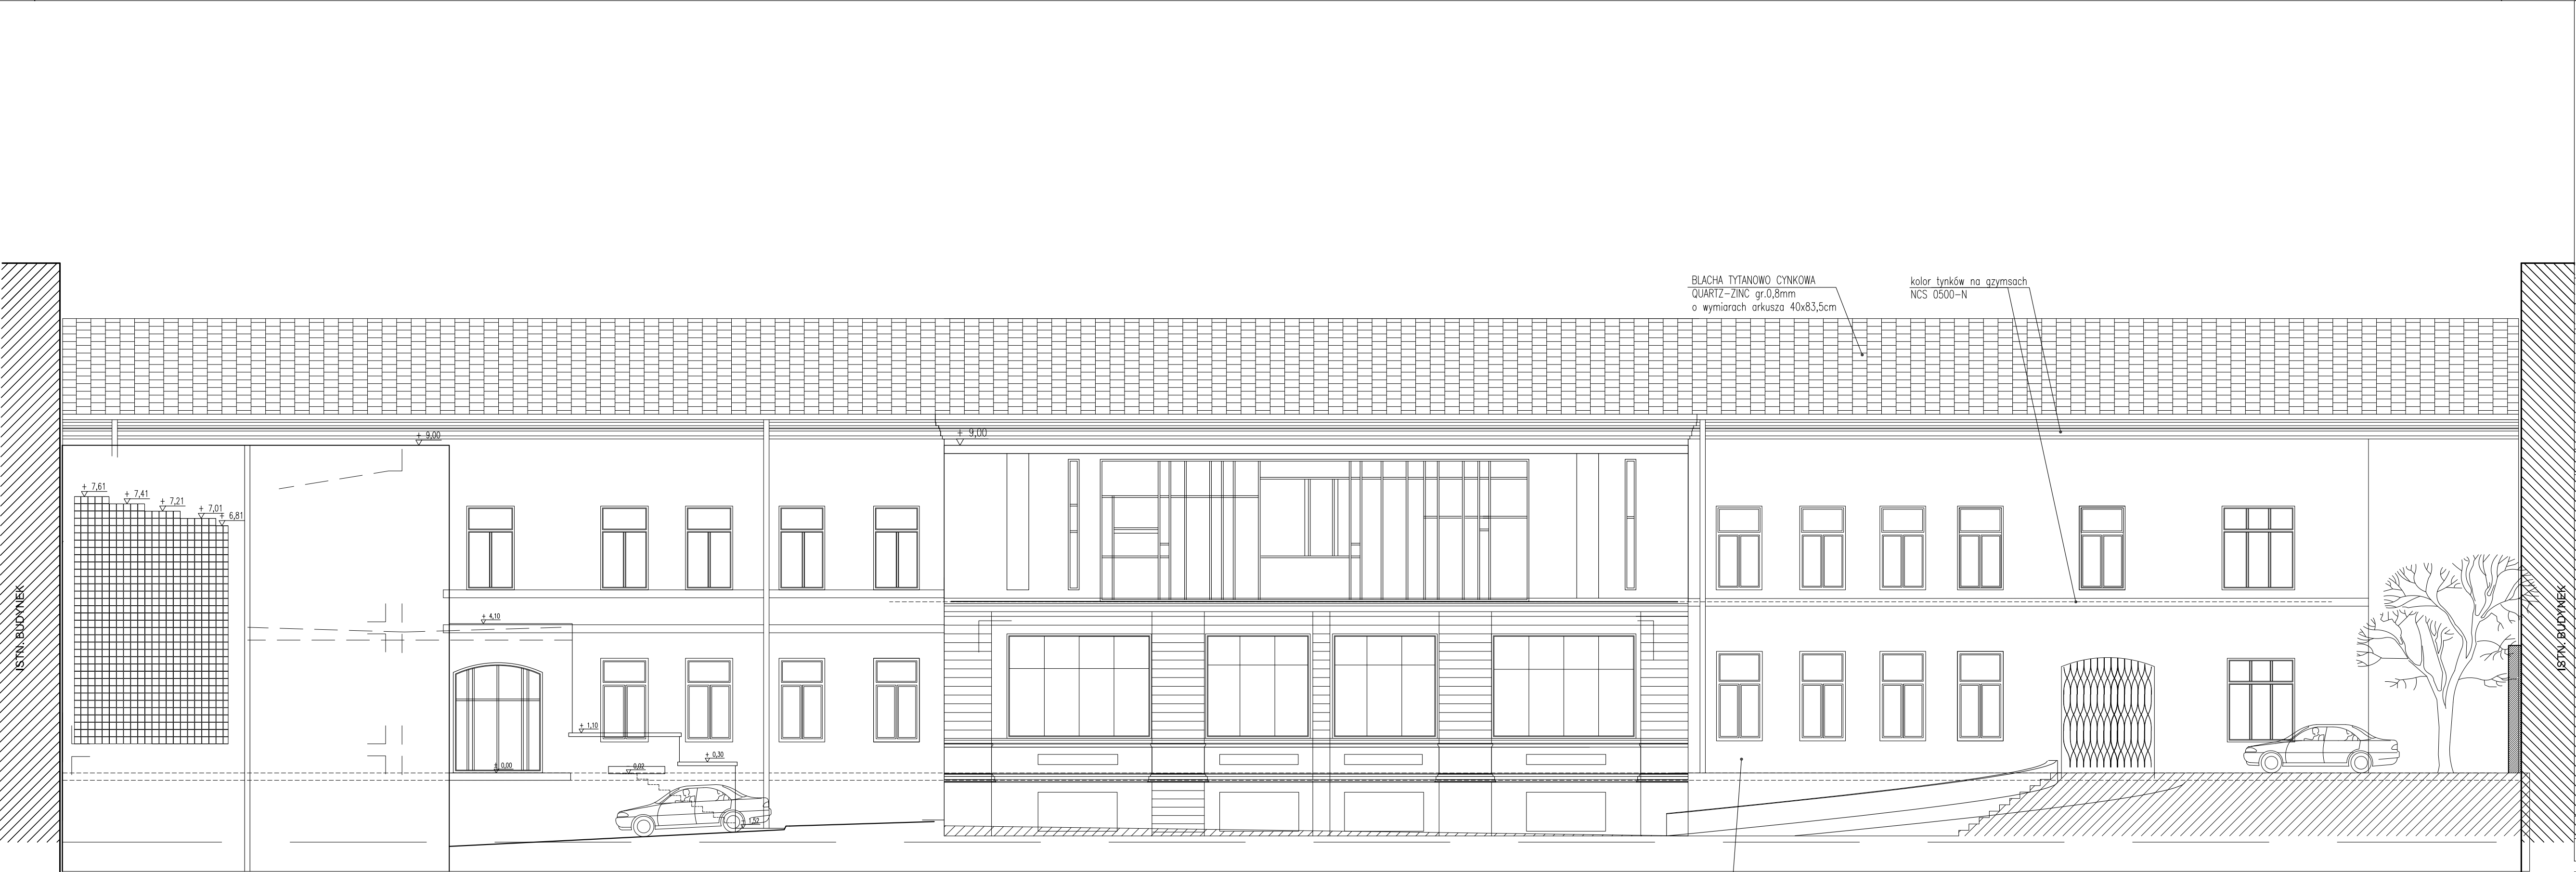 BLACHA TYTANOWO CYNKOWA
QUARTZ-ZINC gr.0,8mm
o wymiarach arkusza 40x83,5cm
kolor tynków na gzymsach
NCS 0500-N
+ 9,00
+ 9,00
+ 7,61
+ 7,41
+ 7,21
+ 7,01
+ 6,81
ISTN. BUDYNEK
ISTN. BUDYNEK
+ 4,10
+ 1,10
+ 0,30
+ 0,00